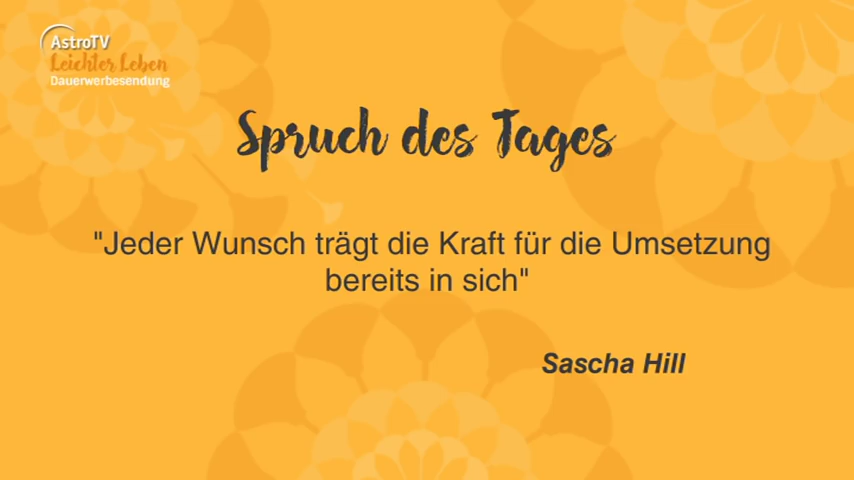 AstroTV
Leichter Leben
Dauerwerbesendung
Spruch des Tages
"Jeder Wunsch trägt die Kraft für die Umsetzung
bereits in sich"
Sascha Hill